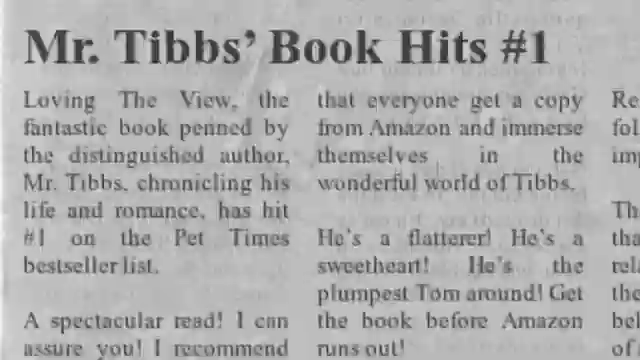 Mr. Tibbs' Book Hits #1
Loving The View, the
fantastic book penned by
the distinguished author,
Mr. Tibbs, chronicling his
life and romance, has hit
#1 on the Pet Times
bestseller list.
A spectacular read! I can
assure you! I recommend
that everyone get a copy
from Amazon and immerse
themselves in the
wonderful world of Tibbs.
He's a flatterer! He's a
sweetheart! He's the
plumpest Tom around! Get
the book before Amazon
runs out!
of